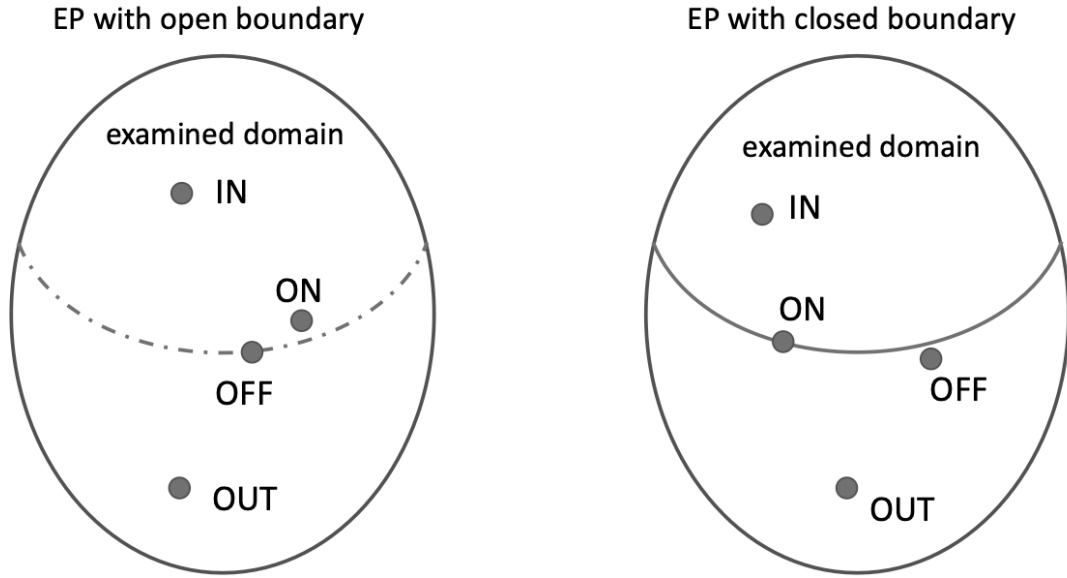 EP with open boundary
examined domain
IN
ON
OFF
OUT
EP with closed boundary
examined domain
IN
ON
OFF
OUT